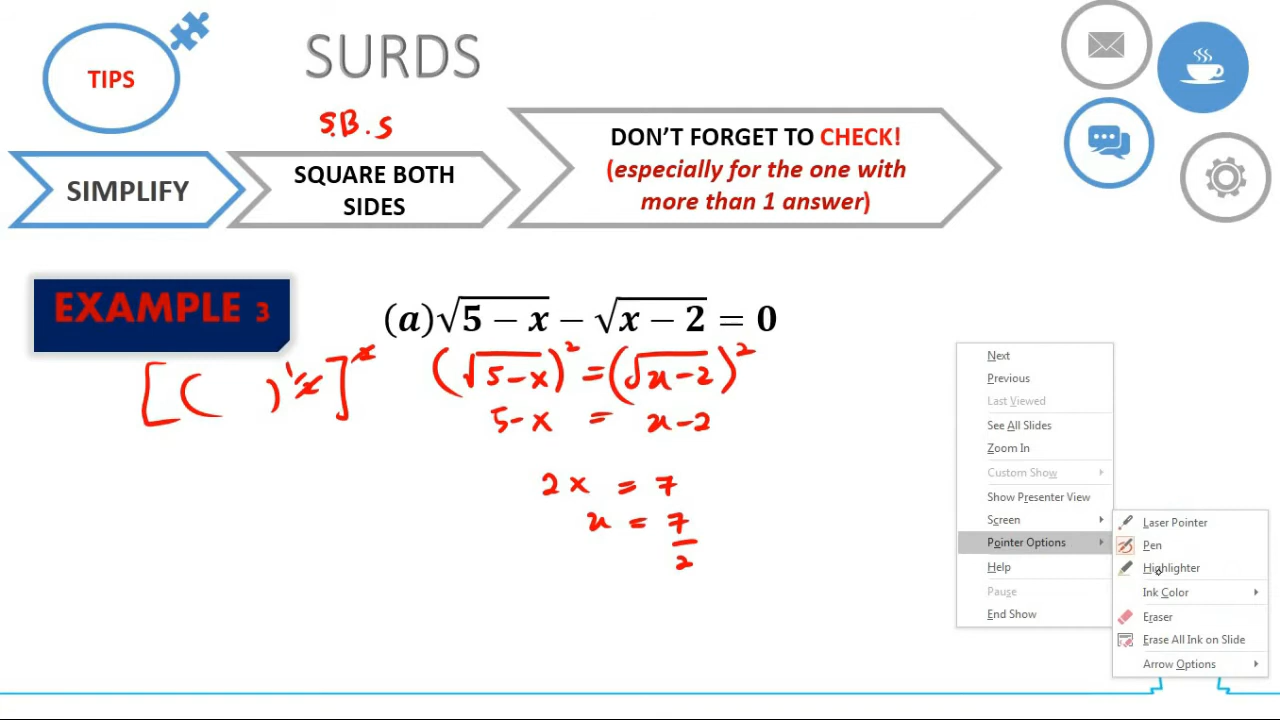 TIPS
SURDS
S.B.S
SIMPLIFY
SQUARE BOTH
SIDES
DON'T FORGET TO CHECK!
(especially for the one with
more than 1 answer)
EXAMPLE 3
(a)√5 − x − √x − 2 = 0
[( )^1/2]^2
(√5-x)² = (√x-2)²
5-x = x-2
2x = 7
x = 7/2
Next
Previous
Last Viewed
See All Slides
Zoom In
Custom Show
Show Presenter View
Screen
Pointer Options
Help
Pause
End Show
Laser Pointer
Pen
Highlighter
Ink Color
Eraser
Erase All Ink on Slide
Arrow Options